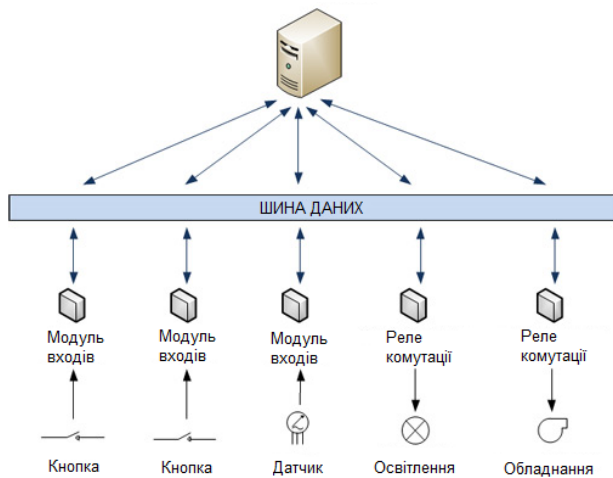 ШИНА ДАНИХ
Модуль
входів
Модуль
входів
Модуль
входів
Реле
комутації
Реле
комутації
Кнопка
Кнопка
Датчик
Освітлення
Обладнання